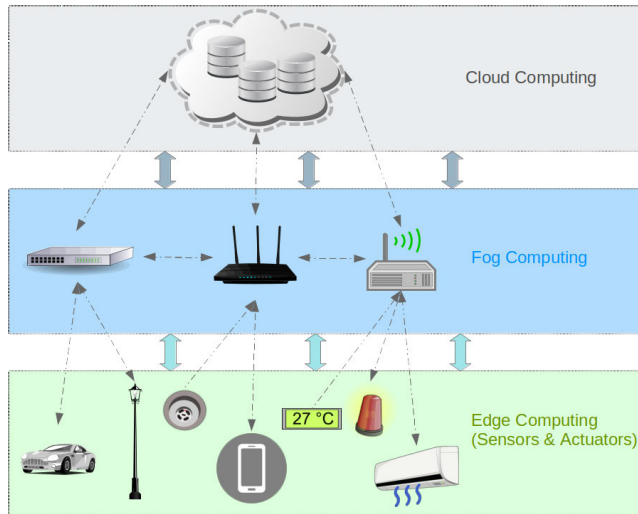 Cloud Computing
Fog Computing
27 °C
Edge Computing
(Sensors & Actuators)